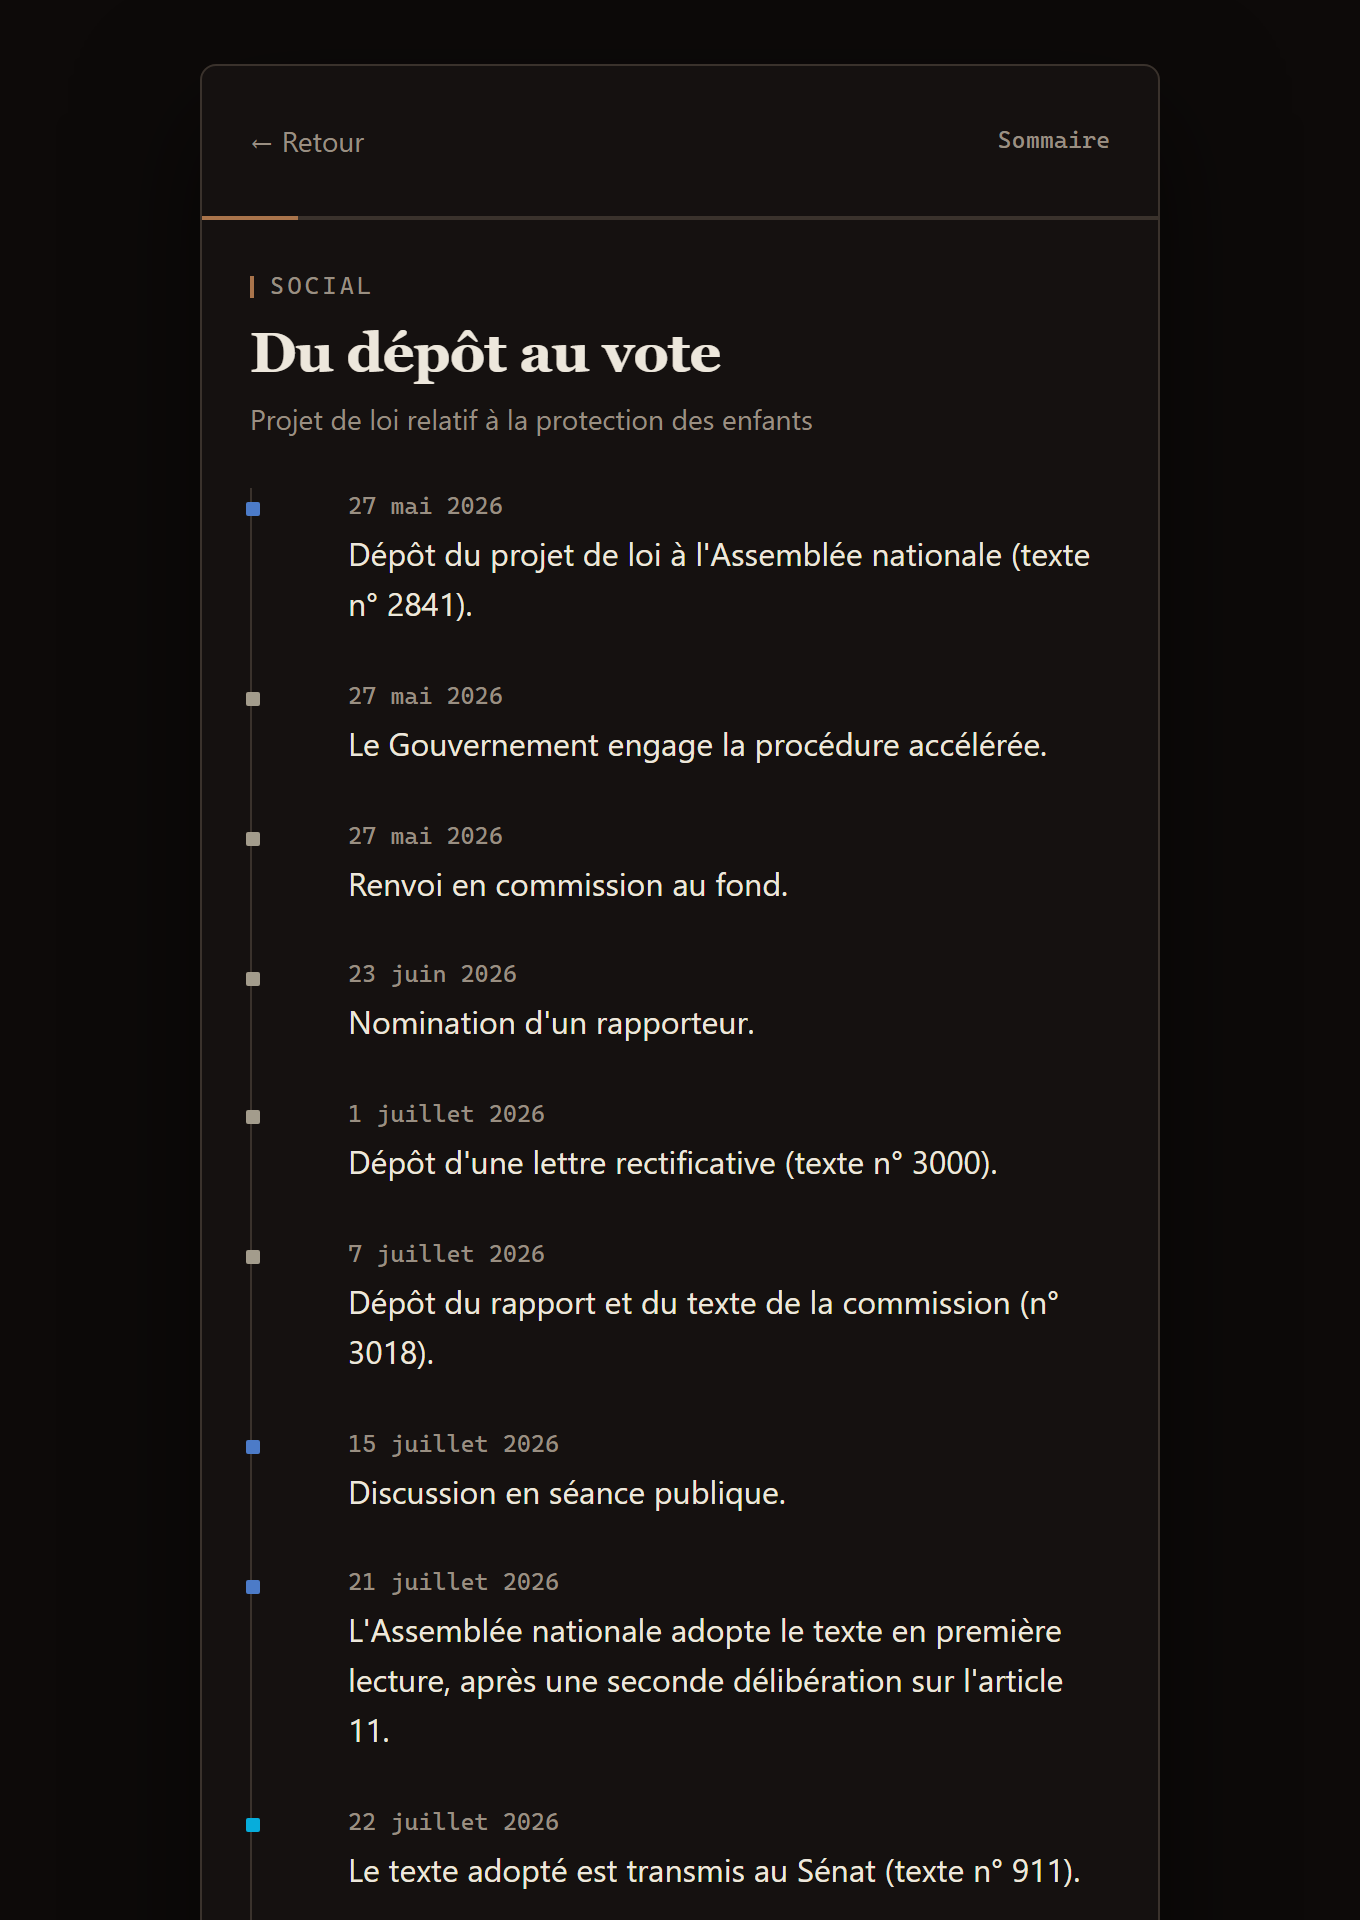 ← Retour
Sommaire
SOCIAL
Du dépôt au vote
Projet de loi relatif à la protection des enfants
27 mai 2026
Dépôt du projet de loi à l'Assemblée nationale (texte
n° 2841).
27 mai 2026
Le Gouvernement engage la procédure accélérée.
27 mai 2026
Renvoi en commission au fond.
23 juin 2026
Nomination d'un rapporteur.
1 juillet 2026
Dépôt d'une lettre rectificative (texte n° 3000).
7 juillet 2026
Dépôt du rapport et du texte de la commission (n°
3018).
15 juillet 2026
Discussion en séance publique.
21 juillet 2026
L'Assemblée nationale adopte le texte en première
lecture, après une seconde délibération sur l'article
11.
22 juillet 2026
Le texte adopté est transmis au Sénat (texte n° 911).